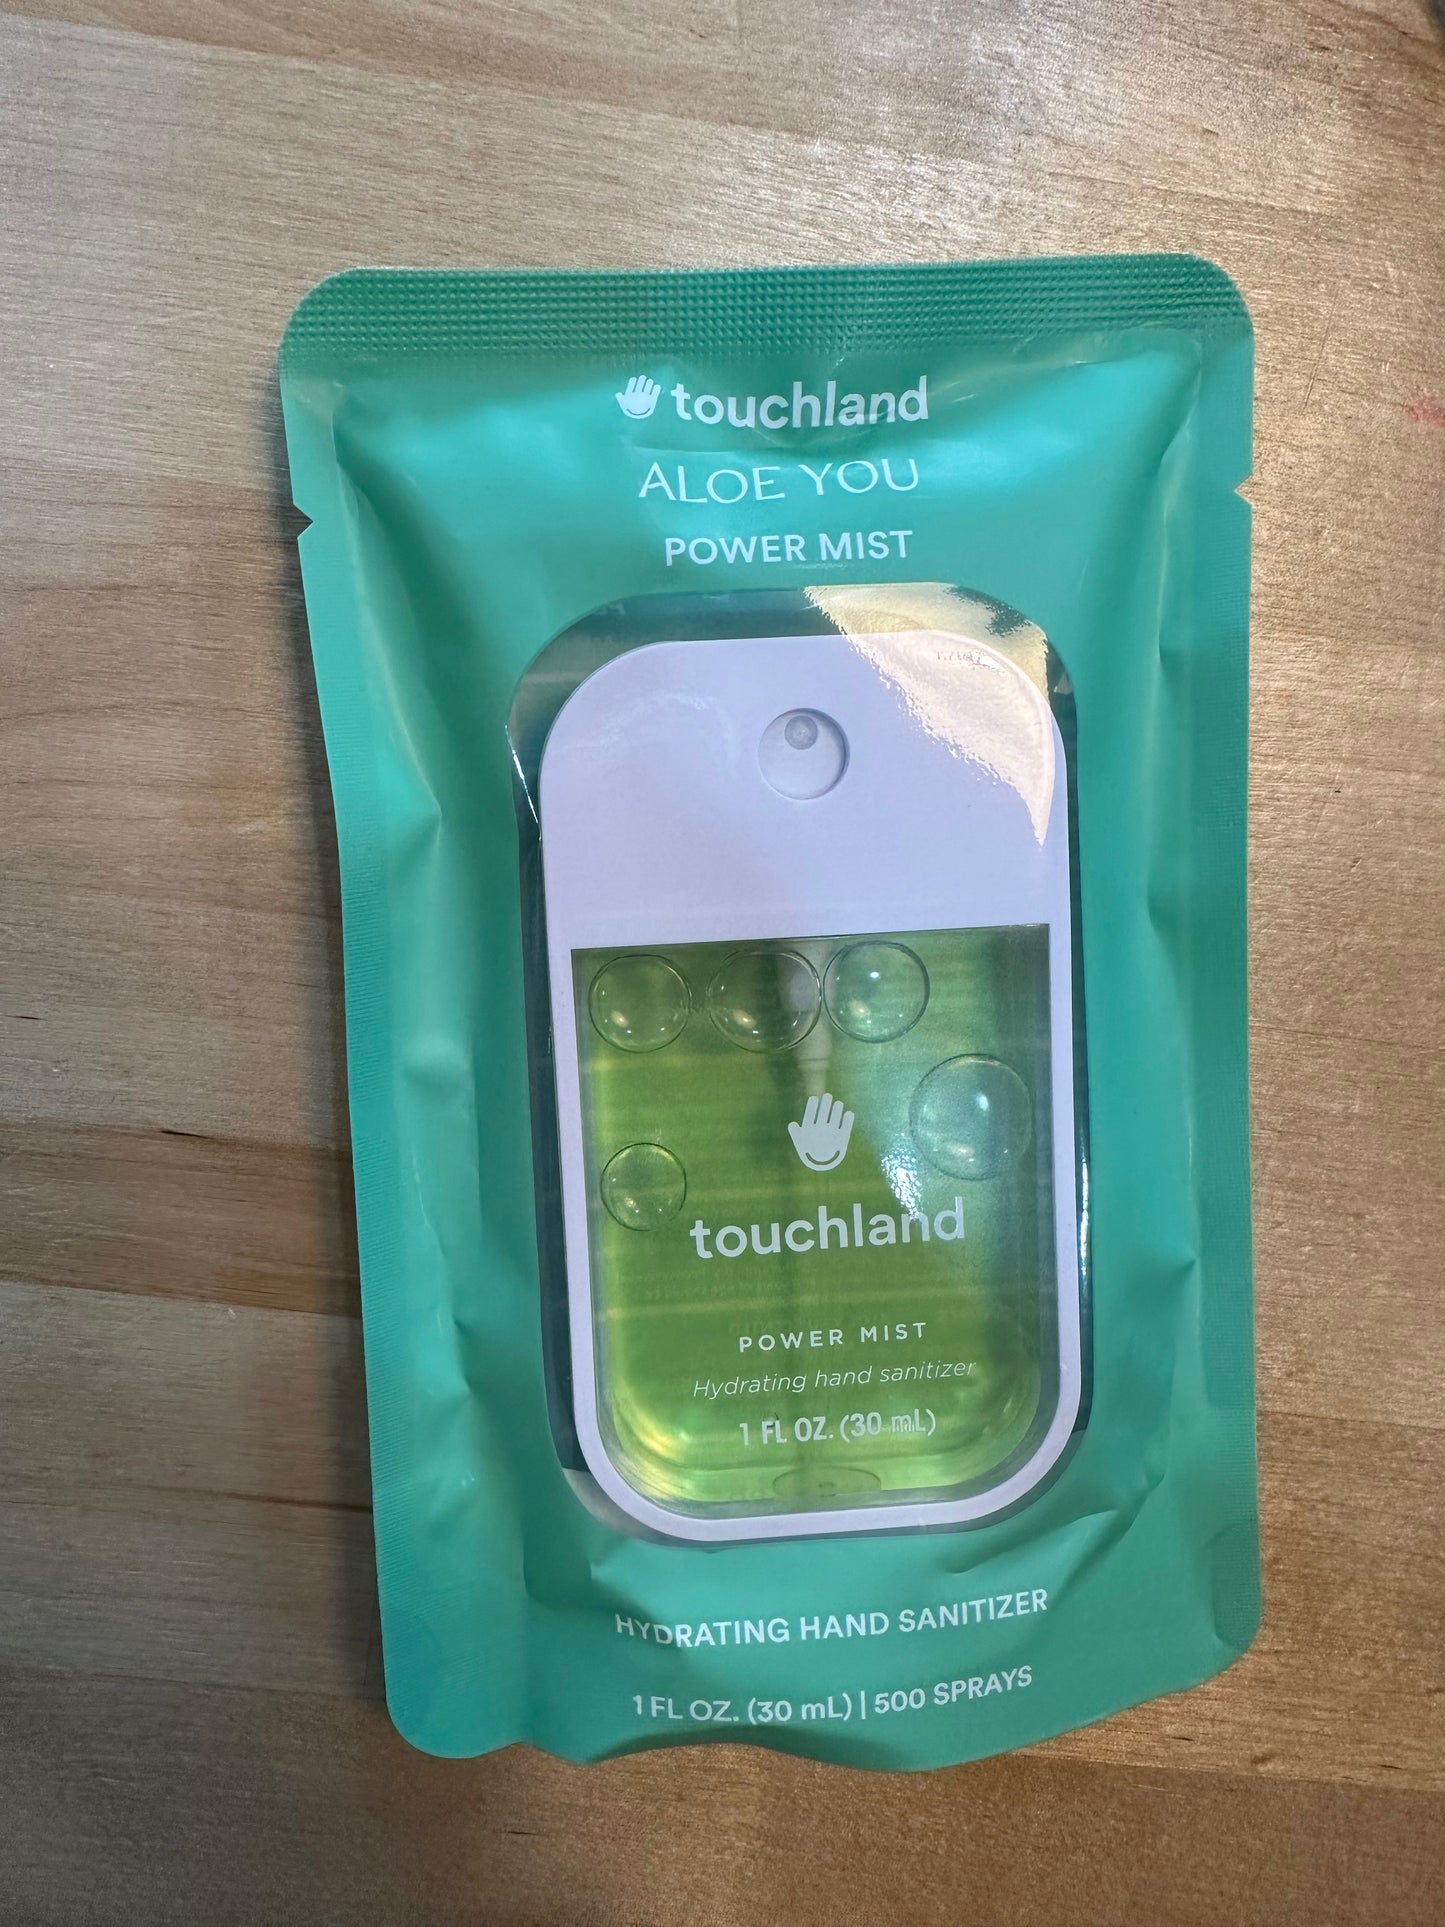 touchland
ALOE YOU
POWER MIST
touchland
POWER MIST
Hydrating hand sanitizer
1 FL OZ. (30 mL)
HYDRATING HAND SANITIZER
1 FL OZ. (30 mL) | 500 SPRAYS